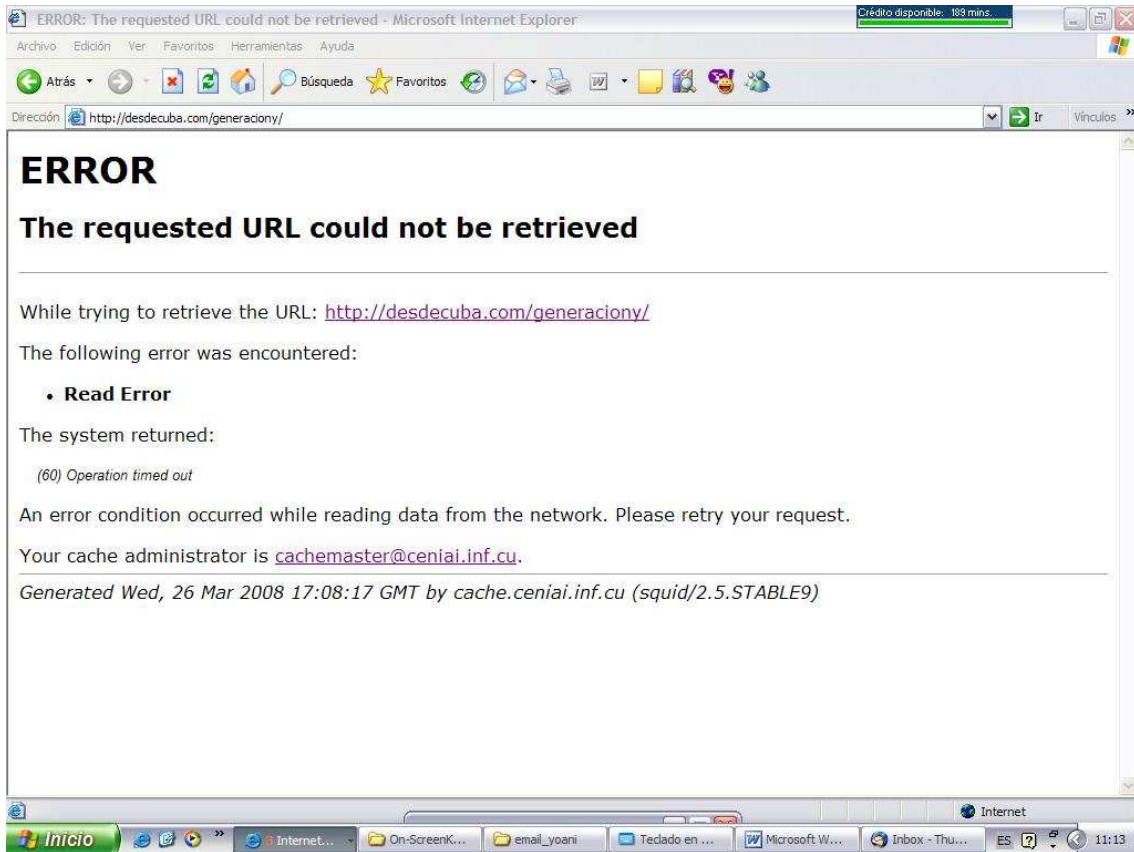 ERROR: The requested URL could not be retrieved - Microsoft Internet Explorer
Crédito disponible: 189 mins.
Archivo Edición Ver Favoritos Herramientas Ayuda
Atrás Búsqueda Favoritos
Dirección http://desdecuba.com/generaciony/ Ir Vínculos »
ERROR
The requested URL could not be retrieved
While trying to retrieve the URL: http://desdecuba.com/generaciony/
The following error was encountered:
• Read Error
The system returned:
(60) Operation timed out
An error condition occurred while reading data from the network. Please retry your request.
Your cache administrator is cachemaster@ceniai.inf.cu.
Generated Wed, 26 Mar 2008 17:08:17 GMT by cache.ceniai.inf.cu (squid/2.5.STABLE9)
Internet
Inicio » 3 Internet... On-ScreenK... email_yoani Teclado en ... Microsoft W... Inbox - Thu... ES 11:13